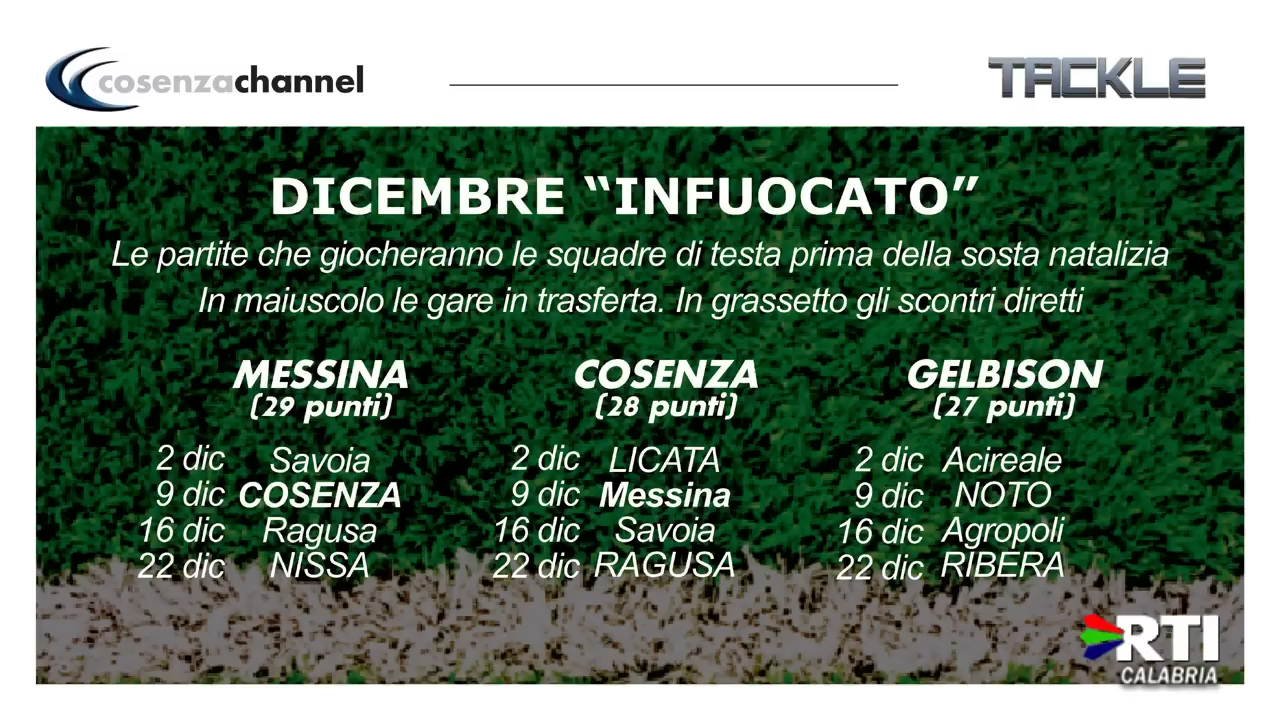 cosenzachannel
TACKLE
DICEMBRE “INFUOCATO”
Le partite che giocheranno le squadre di testa prima della sosta natalizia
In maiuscolo le gare in trasferta. In grassetto gli scontri diretti
MESSINA
(29 punti)
2 dic Savoia
9 dic COSENZA
16 dic Ragusa
22 dic NISSA
COSENZA
(28 punti)
2 dic LICATA
9 dic Messina
16 dic Savoia
22 dic RAGUSA
GELBISON
(27 punti)
2 dic Acireale
9 dic NOTO
16 dic Agropoli
22 dic RIBERA
RTI
CALABRIA